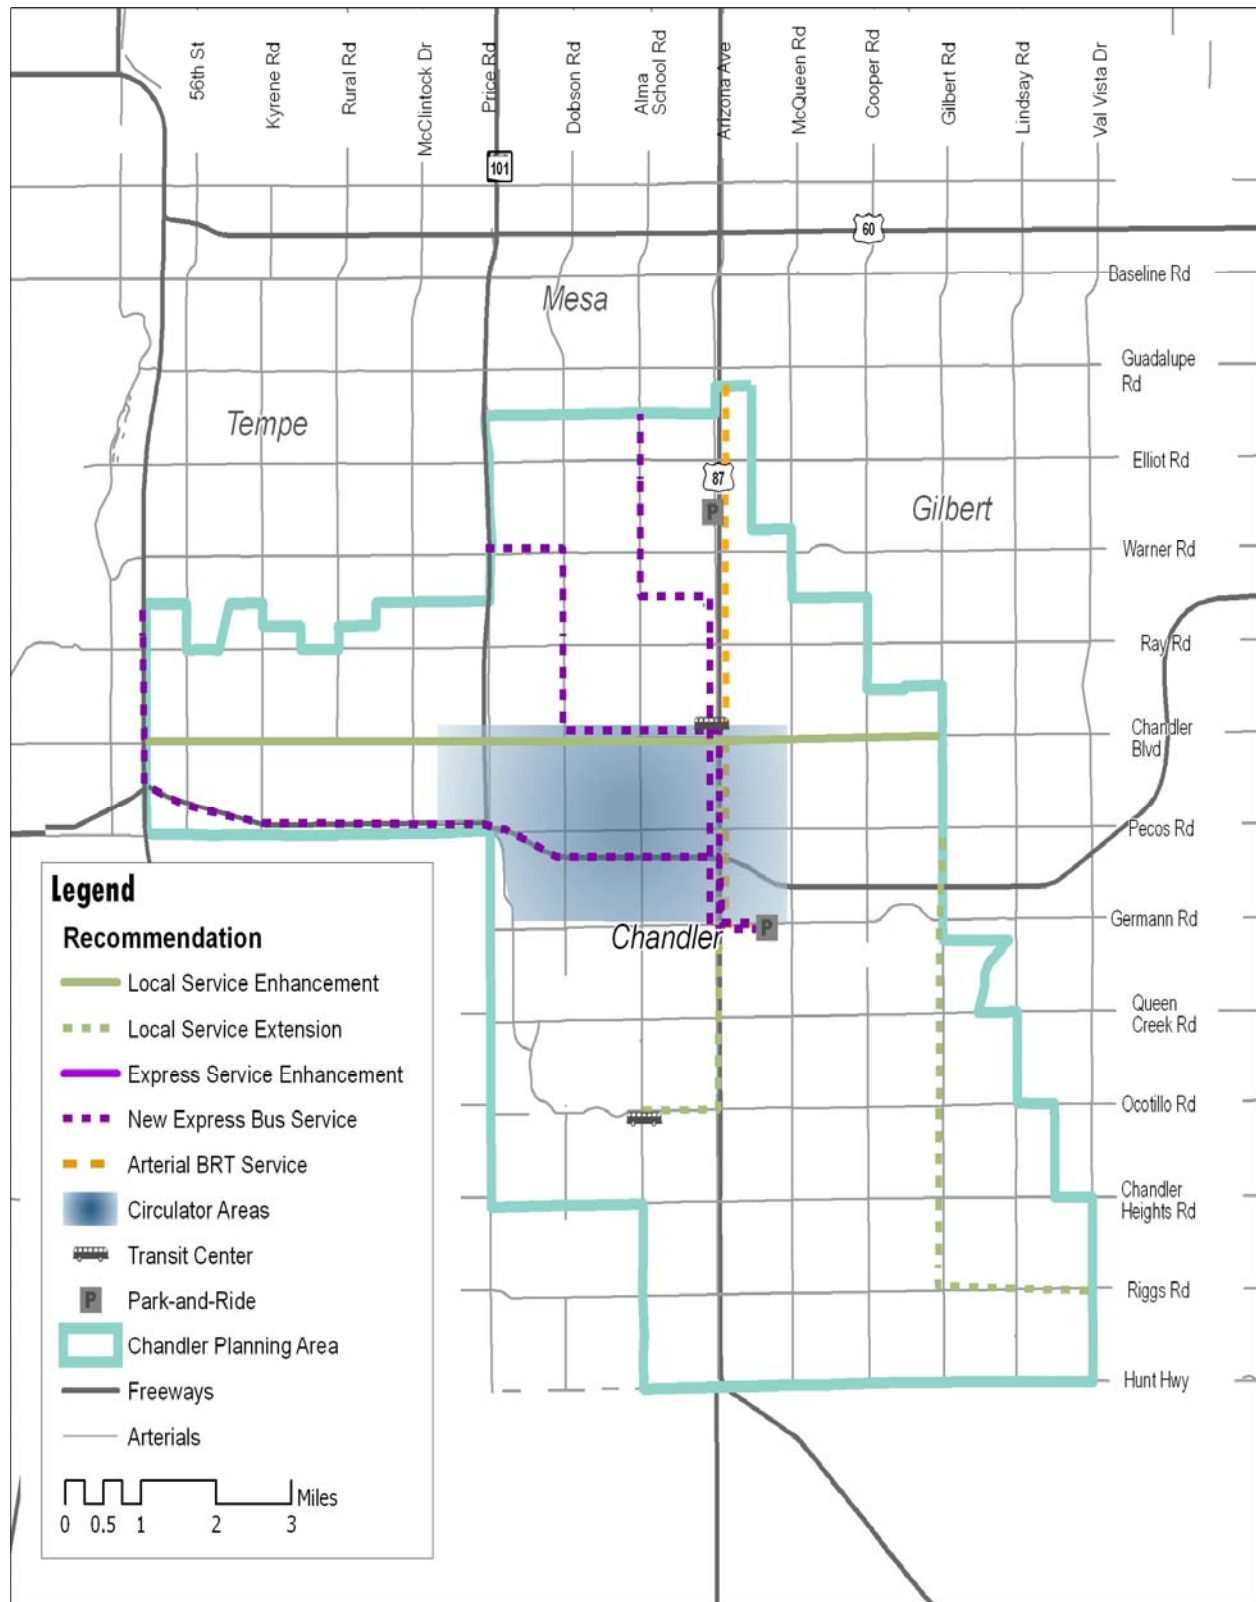 56th St
Kyrene Rd
Rural Rd
McClintock Dr
Price Rd
Dobson Rd
Alma
School Rd
Arizona Ave
McQueen Rd
Cooper Rd
Gilbert Rd
Lindsay Rd
Val Vista Dr
101
60
Baseline Rd
Mesa
Guadalupe
Rd
Tempe
Elliot Rd
87
P
Gilbert
Warner Rd
Ray Rd
Chandler
Blvd
Pecos Rd
Germann Rd
P
Chandler
Queen
Creek Rd
Ocotillo Rd
Chandler
Heights Rd
Riggs Rd
Hunt Hwy
Legend
Recommendation
Local Service Enhancement
Local Service Extension
Express Service Enhancement
New Express Bus Service
Arterial BRT Service
Circulator Areas
Transit Center
P Park-and-Ride
Chandler Planning Area
Freeways
Arterials
Miles
0 0.5 1 2 3